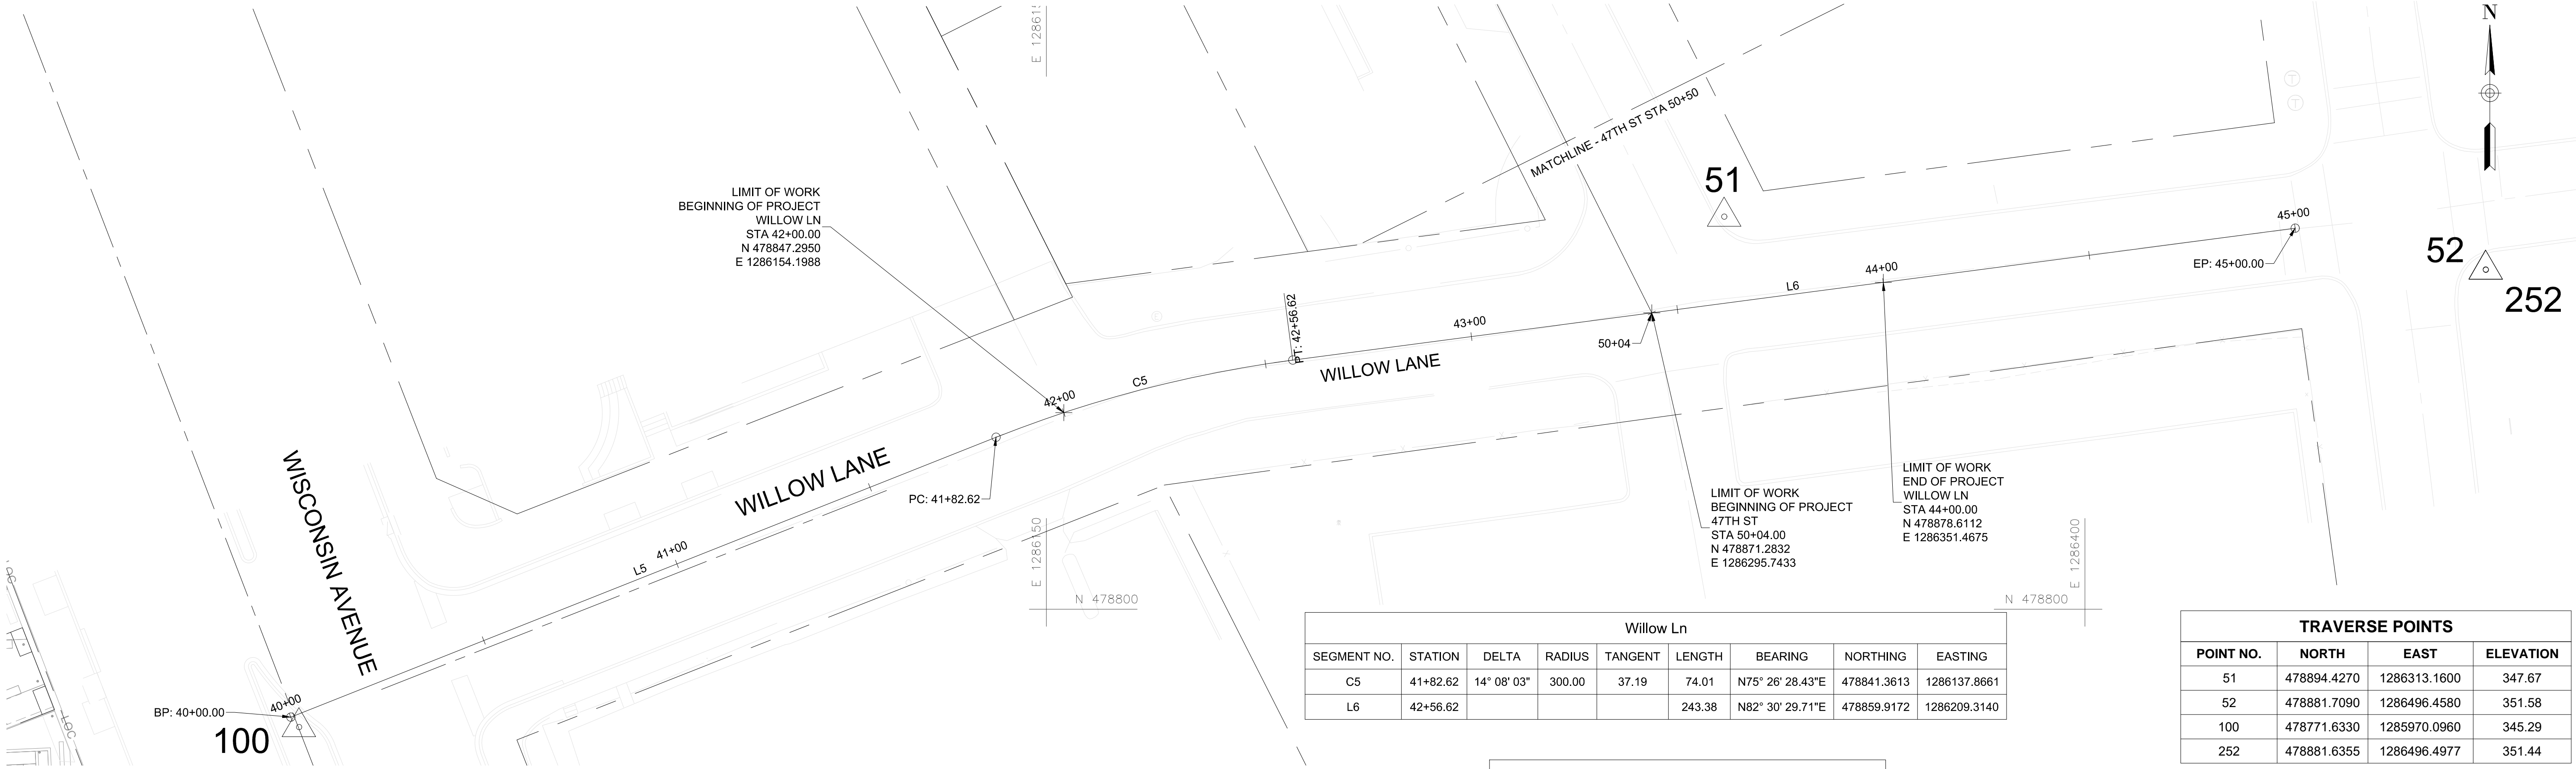 E 128615
N
MATCHLINE - 47TH ST STA 50+50
LIMIT OF WORK
BEGINNING OF PROJECT
WILLOW LN
STA 42+00.00
N 478847.2950
E 1286154.1988
51
45+00
EP: 45+00.00
52
252
T
T
44+00
L6
PT: 42+56.62
43+00
50+04
WILLOW LANE
C5
42+00
WISCONSIN AVENUE
WILLOW LANE
PC: 41+82.62
LIMIT OF WORK
BEGINNING OF PROJECT
47TH ST
STA 50+04.00
N 478871.2832
E 1286295.7433
LIMIT OF WORK
END OF PROJECT
WILLOW LN
STA 44+00.00
N 478878.6112
E 1286351.4675
41+00
L5
E 1286150
N 478800
E 1286400
N 478800
LOC
LOC
BP: 40+00.00
40+00
100
Willow Ln
SEGMENT NO. STATION DELTA RADIUS TANGENT LENGTH BEARING NORTHING EASTING
C5 41+82.62 14° 08' 03" 300.00 37.19 74.01 N75° 26' 28.43"E 478841.3613 1286137.8661
L6 42+56.62 243.38 N82° 30' 29.71"E 478859.9172 1286209.3140
TRAVERSE POINTS
POINT NO. NORTH EAST ELEVATION
51 478894.4270 1286313.1600 347.67
52 478881.7090 1286496.4580 351.58
100 478771.6330 1285970.0960 345.29
252 478881.6355 1286496.4977 351.44